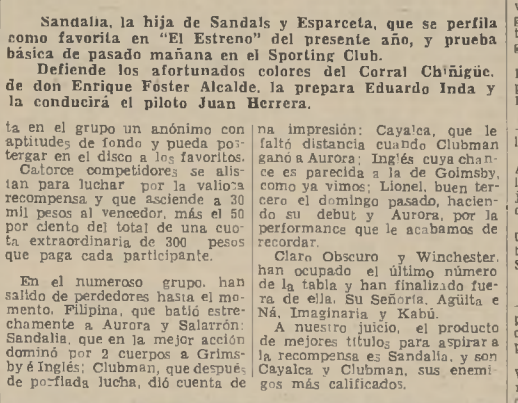 Sandalia, la hija de Sandals y Esparceta, que se perfila
como favorita en "El Estreno" del presente año, y prueba
básica de pasado mañana en el Sporting Club.
Defiende los afortunados colores del Corral Chiñigüe,
de don Enrique Fóster Alcalde, la prepara Eduardo Inda y
la conducirá el piloto Juan Herrera.
ta en el grupo un anónimo con
aptitudes de fondo y pueda pos-
tergar en el disco a los favoritos.
Catorce competidores se alis-
tan para luchar por la valiosa
recompensa y que asciende a 30
mil pesos al vencedor, más el 50
por ciento del total de una cuo-
ta extraordinaria de 300 pesos
que paga cada participante.
En el numeroso grupo, han
salido de perdedores hasta el mo-
mento, Filipina, que batió estre-
chamente a Aurora y Salarrón;
Sandalia, que en la mejor acción
dominó por 2 cuerpos a Grims-
by é Inglés; Clubman, que después
de porfiada lucha, dió cuenta de
na impresión: Cayalca, que le
faltó distancia cuando Clubman
ganó a Aurora; Inglés cuya chan-
ce es parecida a la de Goimsby,
como ya vimos; Lionel, buen ter-
cero el domingo pasado, hacien-
do su debut y Aurora, por la
performance que le acabamos de
recordar.
Claro Obscuro y Winchester,
han ocupado el último número
de la tabla y han finalizado fue-
ra de ella, Su Señoría, Agüita e
Ná, Imaginaria y Kabú.
A nuestro juicio, el producto
de mejores títulos para aspirar a
la recompensa es Sandalia, y son
Cayalca y Clubman, sus enemi-
gos más calificados.